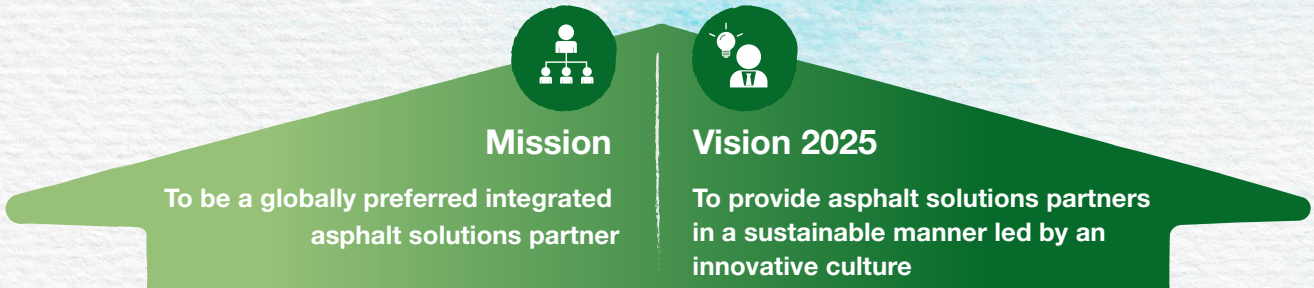 Mission
To be a globally preferred integrated
asphalt solutions partner
Vision 2025
To provide asphalt solutions partners
in a sustainable manner led by an
innovative culture